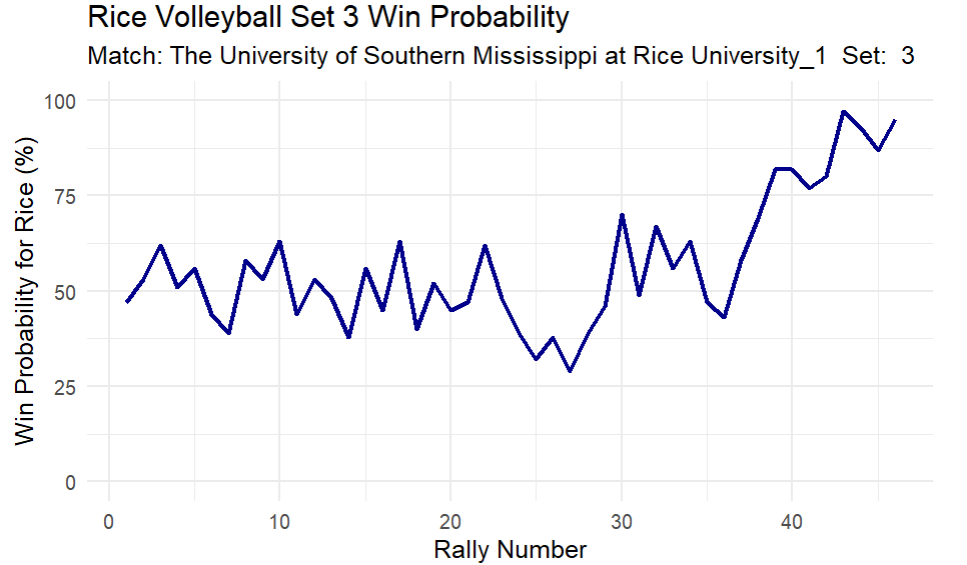 Rice Volleyball Set 3 Win Probability
Match: The University of Southern Mississippi at Rice University_1  Set:  3
Win Probability for Rice (%)
100
75
50
25
0
0 10 20 30 40
Rally Number